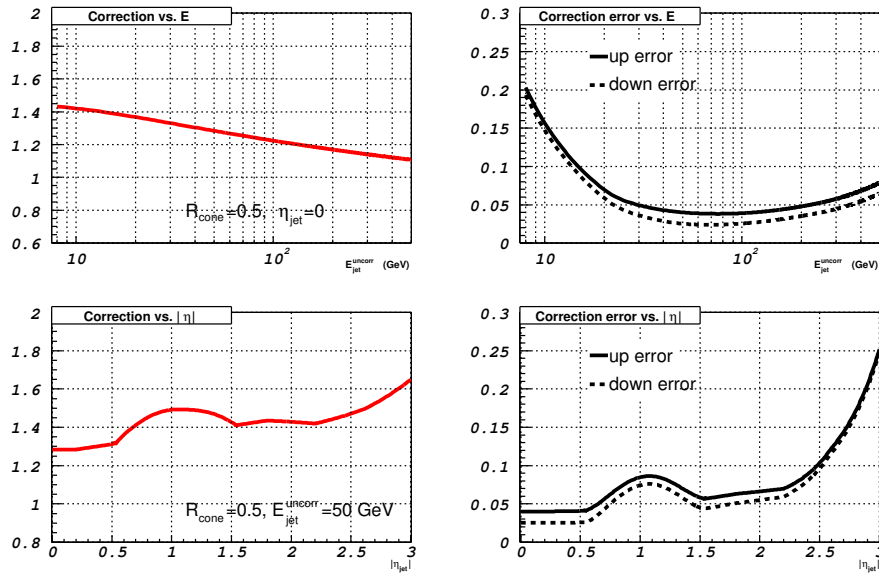 Correction vs. E
2
1.8
1.6
1.4
1.2
1
0.8
0.6
R_cone=0.5, η_jet=0
10
10^2
E_jet^uncorr (GeV)
Correction error vs. E
0.3
0.25
0.2
0.15
0.1
0.05
0
up error
down error
10
10^2
E_jet^uncorr (GeV)
Correction vs. |η|
2
1.8
1.6
1.4
1.2
1
0.8
R_cone=0.5, E_jet^uncorr=50 GeV
0 0.5 1 1.5 2 2.5 3
|η_jet|
Correction error vs. |η|
0.3
0.25
0.2
0.15
0.1
0.05
0
up error
down error
0 0.5 1 1.5 2 2.5 3
|η_jet|